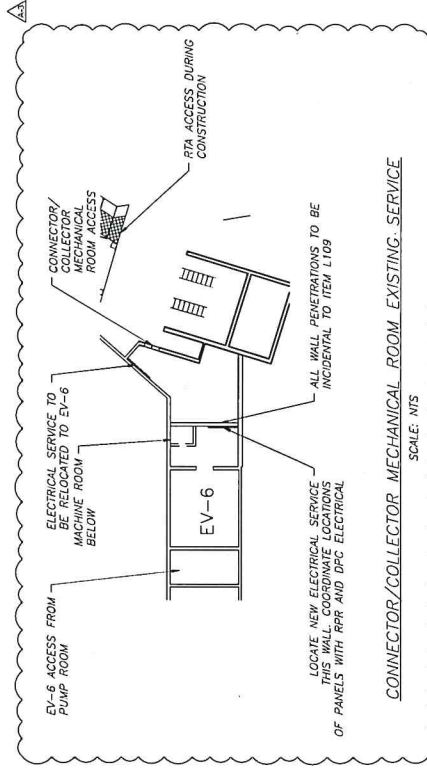 A-3
EV-6 ACCESS FROM
PUMP ROOM
ELECTRICAL SERVICE TO
BE RELOCATED TO EV-6
MACHINE ROOM
BELOW
CONNECTOR/
COLLECTOR
MECHANICAL
ROOM ACCESS
RTA ACCESS DURING
CONSTRUCTION
EV-6
LOCATE NEW ELECTRICAL SERVICE
THIS WALL. COORDINATE LOCATIONS
OF PANELS WITH RPR AND DPC ELECTRICAL
ALL WALL PENETRATIONS TO BE
INCIDENTAL TO ITEM L109
CONNECTOR/COLLECTOR MECHANICAL ROOM EXISTING SERVICE
SCALE: NTS